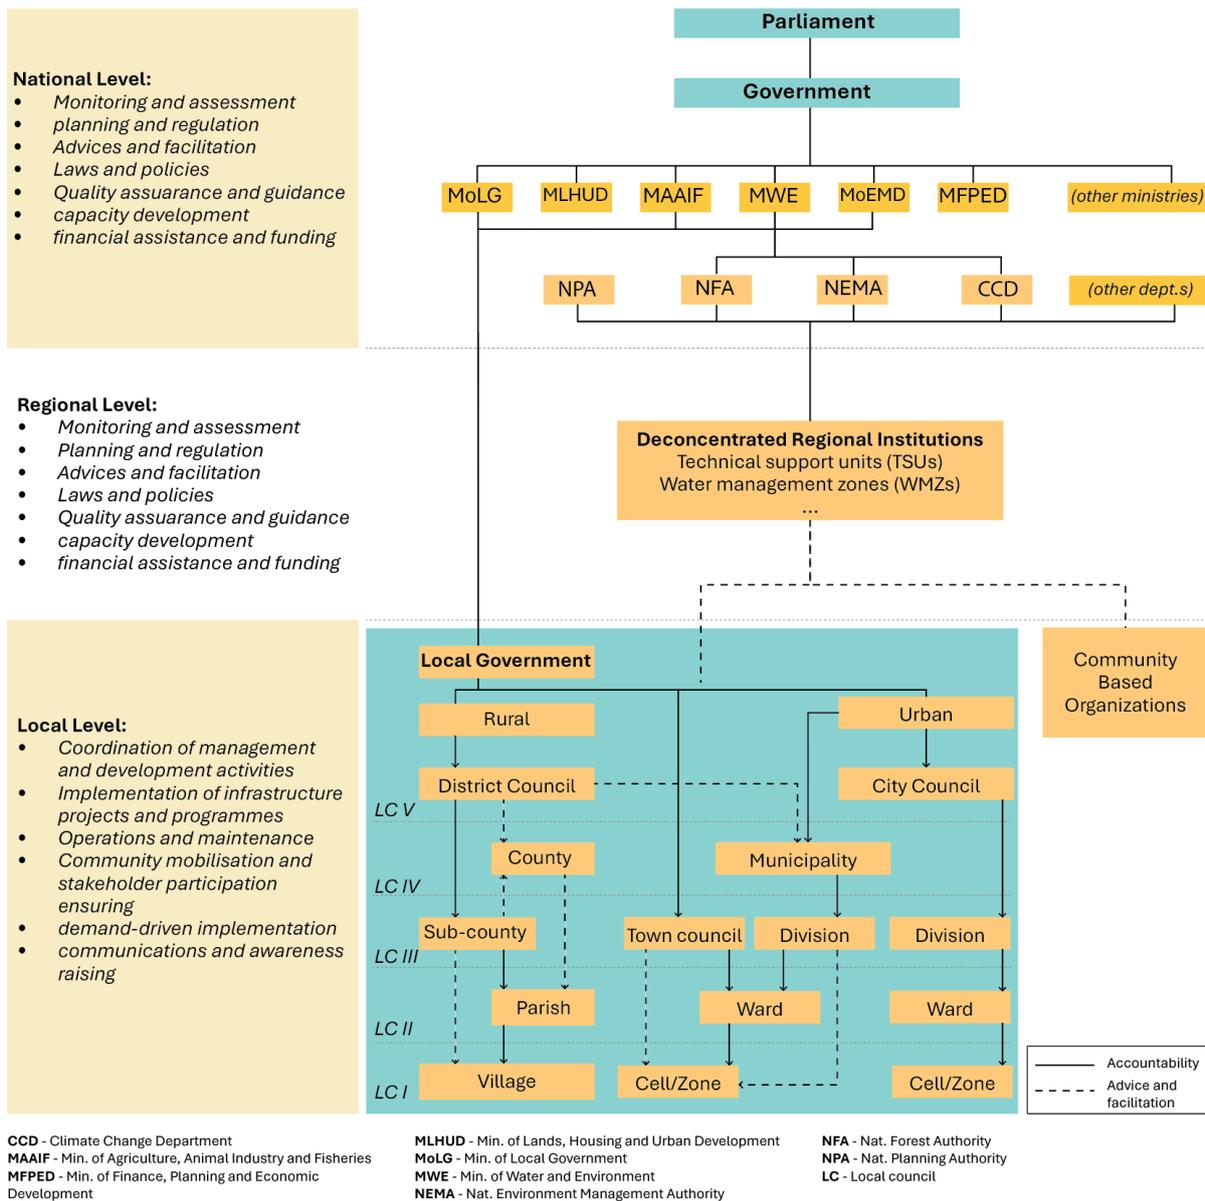 Parliament
Government
National Level:
• Monitoring and assessment
• planning and regulation
• Advices and facilitation
• Laws and policies
• Quality assuarance and guidance
• capacity development
• financial assistance and funding
MoLG
MLHUD
MAAIF
MWE
MoEMD
MFPED
(other ministries)
NPA
NFA
NEMA
CCD
(other dept.s)
Regional Level:
• Monitoring and assessment
• Planning and regulation
• Advices and facilitation
• Laws and policies
• Quality assuarance and guidance
• capacity development
• financial assistance and funding
Deconcentrated Regional Institutions
Technical support units (TSUs)
Water management zones (WMZs)
...
Local Level:
• Coordination of management
and development activities
• Implementation of infrastructure
projects and programmes
• Operations and maintenance
• Community mobilisation and
stakeholder participation
ensuring
• demand-driven implementation
• communications and awareness
raising
Local Government
Community
Based
Organizations
Rural
Urban
District Council
City Council
LC V
County
Municipality
LC IV
Sub-county
Town council
Division
Division
LC III
Parish
Ward
Ward
LC II
Village
Cell/Zone
Cell/Zone
LC I
Accountability
Advice and
facilitation
CCD - Climate Change Department
MAAIF - Min. of Agriculture, Animal Industry and Fisheries
MFPED - Min. of Finance, Planning and Economic
Development
MLHUD - Min. of Lands, Housing and Urban Development
MoLG - Min. of Local Government
MWE - Min. of Water and Environment
NEMA - Nat. Environment Management Authority
NFA - Nat. Forest Authority
NPA - Nat. Planning Authority
LC - Local council